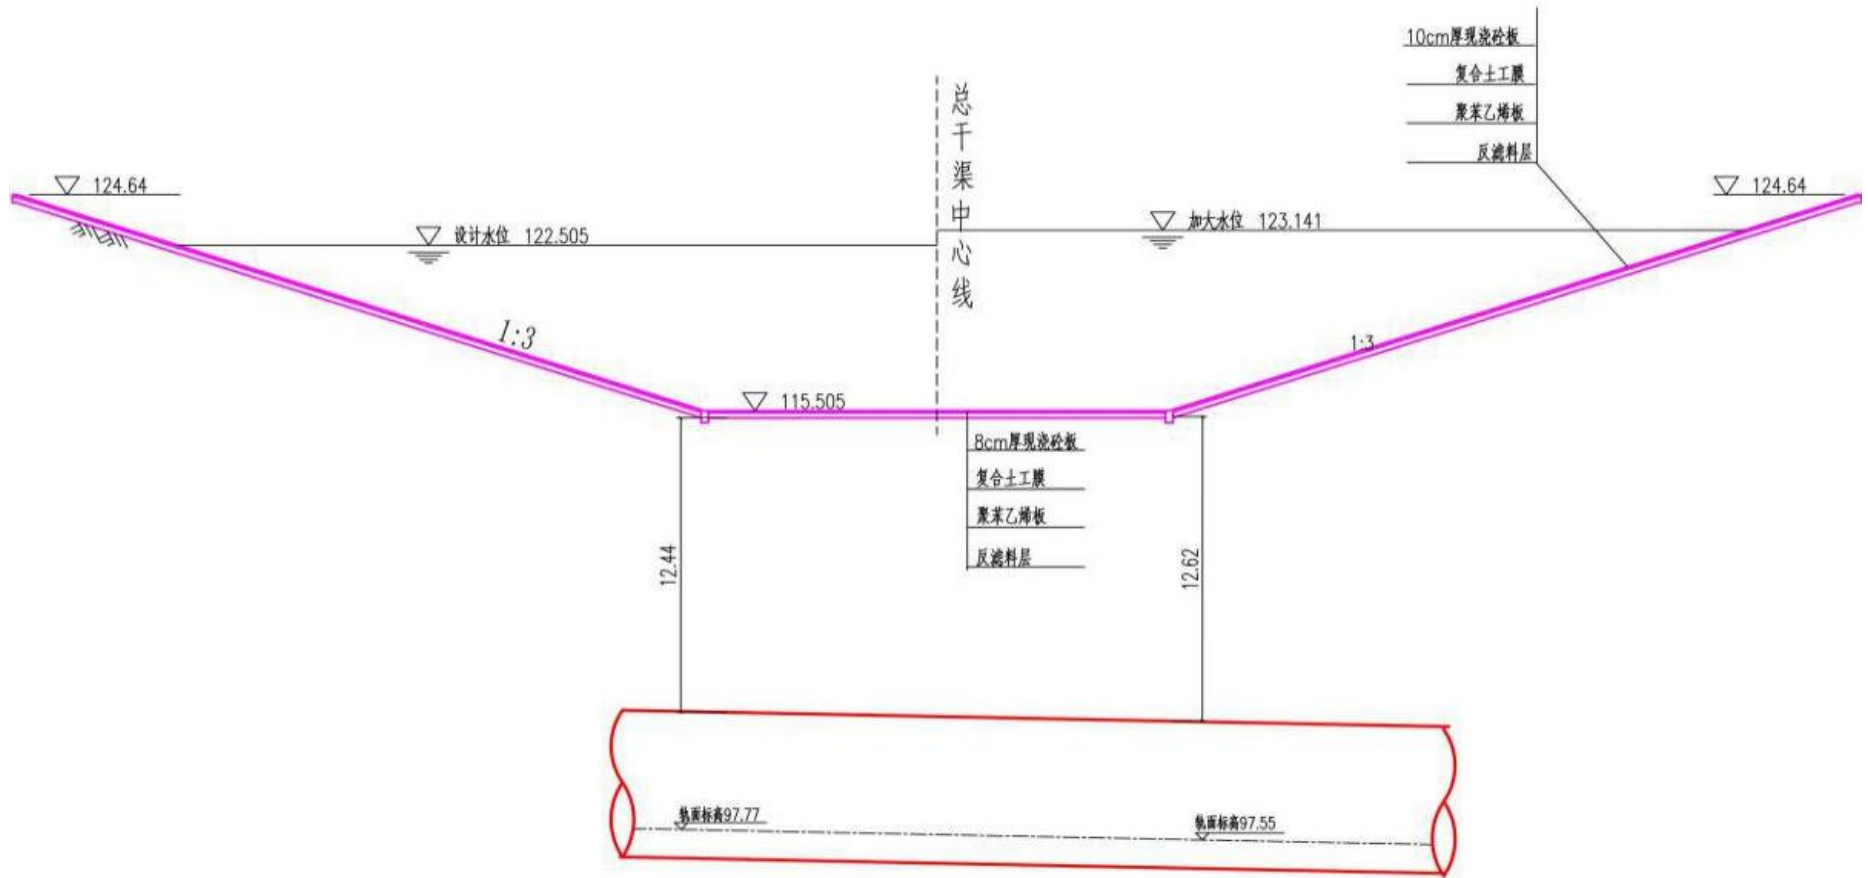 10cm厚现浇砼板
复合土工膜
聚苯乙烯板
反滤料层
总干渠中心线
124.64
设计水位 122.505
加大水位 123.141
124.64
1:3
1:3
115.505
8cm厚现浇砼板
复合土工膜
聚苯乙烯板
反滤料层
12.44
12.62
轨面标高97.77
轨面标高97.55